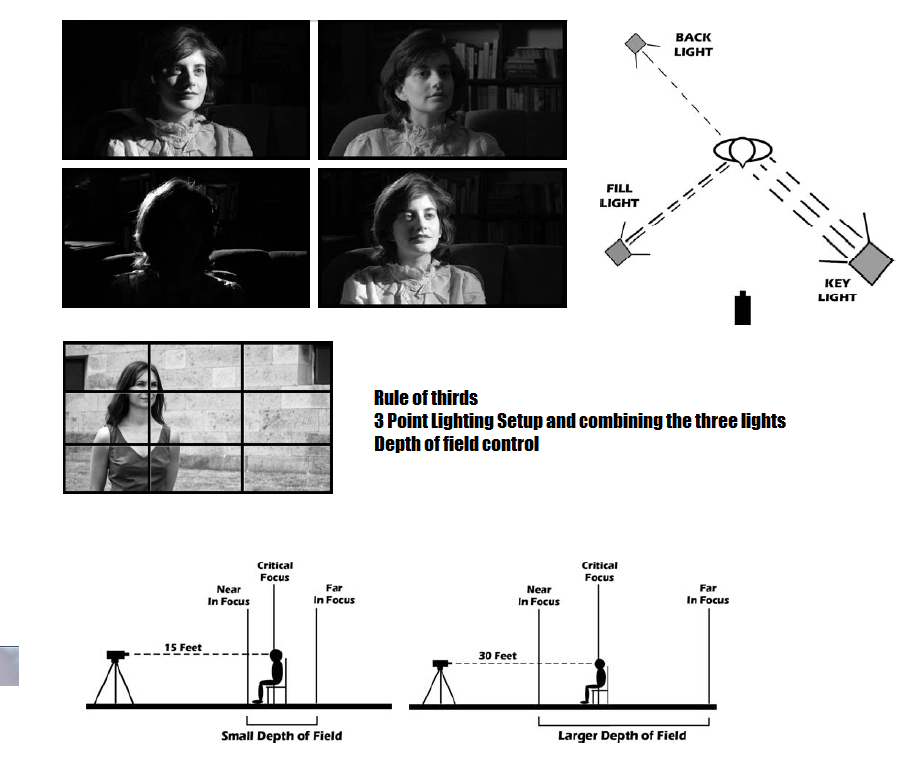 BACK
LIGHT
FILL
LIGHT
KEY
LIGHT
Rule of thirds
3 Point Lighting Setup and combining the three lights
Depth of field control
Critical
Focus
Near
In Focus
Far
In Focus
15 Feet
Small Depth of Field
Critical
Focus
Near
In Focus
Far
In Focus
30 Feet
Larger Depth of Field